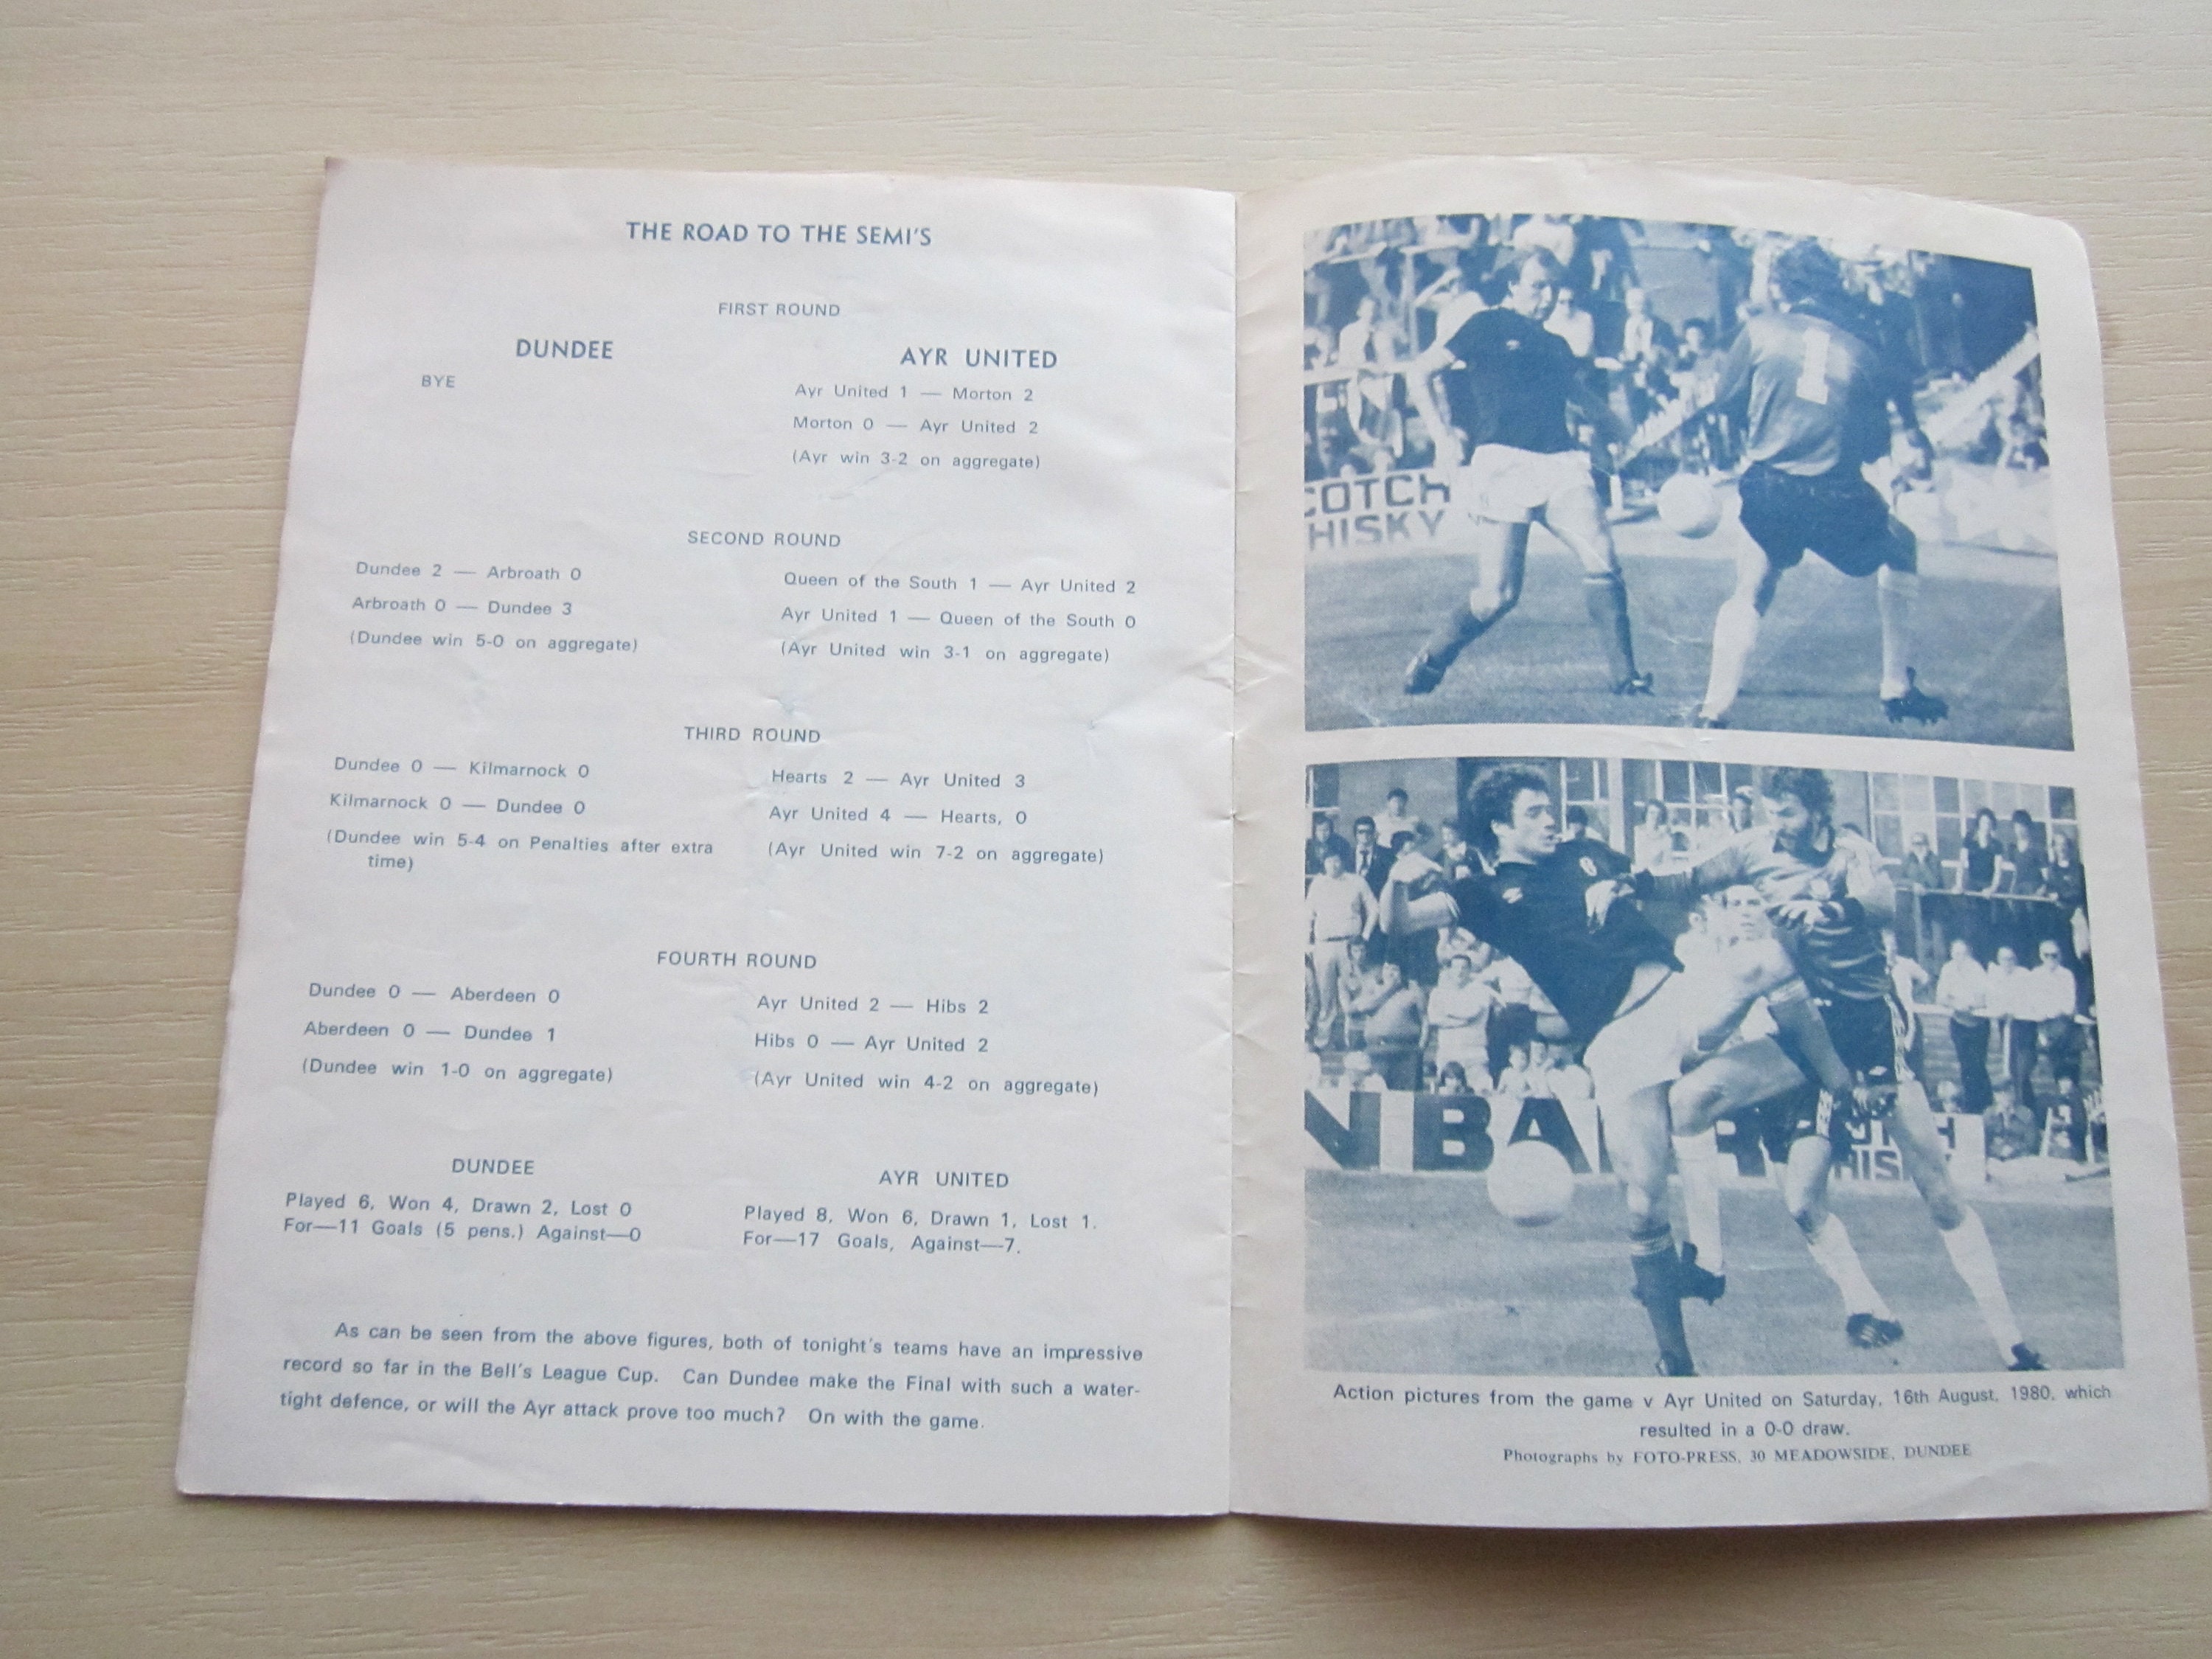 THE ROAD TO THE SEMI'S
FIRST ROUND
DUNDEE
BYE
AYR UNITED
Ayr United 1 — Morton 2
Morton 0 — Ayr United 2
(Ayr win 3-2 on aggregate)
SECOND ROUND
Dundee 2 — Arbroath 0
Arbroath 0 — Dundee 3
(Dundee win 5-0 on aggregate)
Queen of the South 1 — Ayr United 2
Ayr United 1 — Queen of the South 0
(Ayr United win 3-1 on aggregate)
THIRD ROUND
Dundee 0 — Kilmarnock 0
Kilmarnock 0 — Dundee 0
(Dundee win 5-4 on Penalties after extra
time)
Hearts 2 — Ayr United 3
Ayr United 4 — Hearts, 0
(Ayr United win 7-2 on aggregate)
FOURTH ROUND
Dundee 0 — Aberdeen 0
Aberdeen 0 — Dundee 1
(Dundee win 1-0 on aggregate)
Ayr United 2 — Hibs 2
Hibs 0 — Ayr United 2
(Ayr United win 4-2 on aggregate)
DUNDEE
Played 6, Won 4, Drawn 2, Lost 0
For—11 Goals (5 pens.) Against—0
AYR UNITED
Played 8, Won 6, Drawn 1, Lost 1.
For—17 Goals, Against—7.
As can be seen from the above figures, both of tonight's teams have an impressive
record so far in the Bell's League Cup. Can Dundee make the Final with such a water-
tight defence, or will the Ayr attack prove too much? On with the game.
1
COTCH
HISKY
N BA
HIS
Action pictures from the game v Ayr United on Saturday, 16th August, 1980, which
resulted in a 0-0 draw.
Photographs by FOTO-PRESS, 30 MEADOWSIDE, DUNDEE